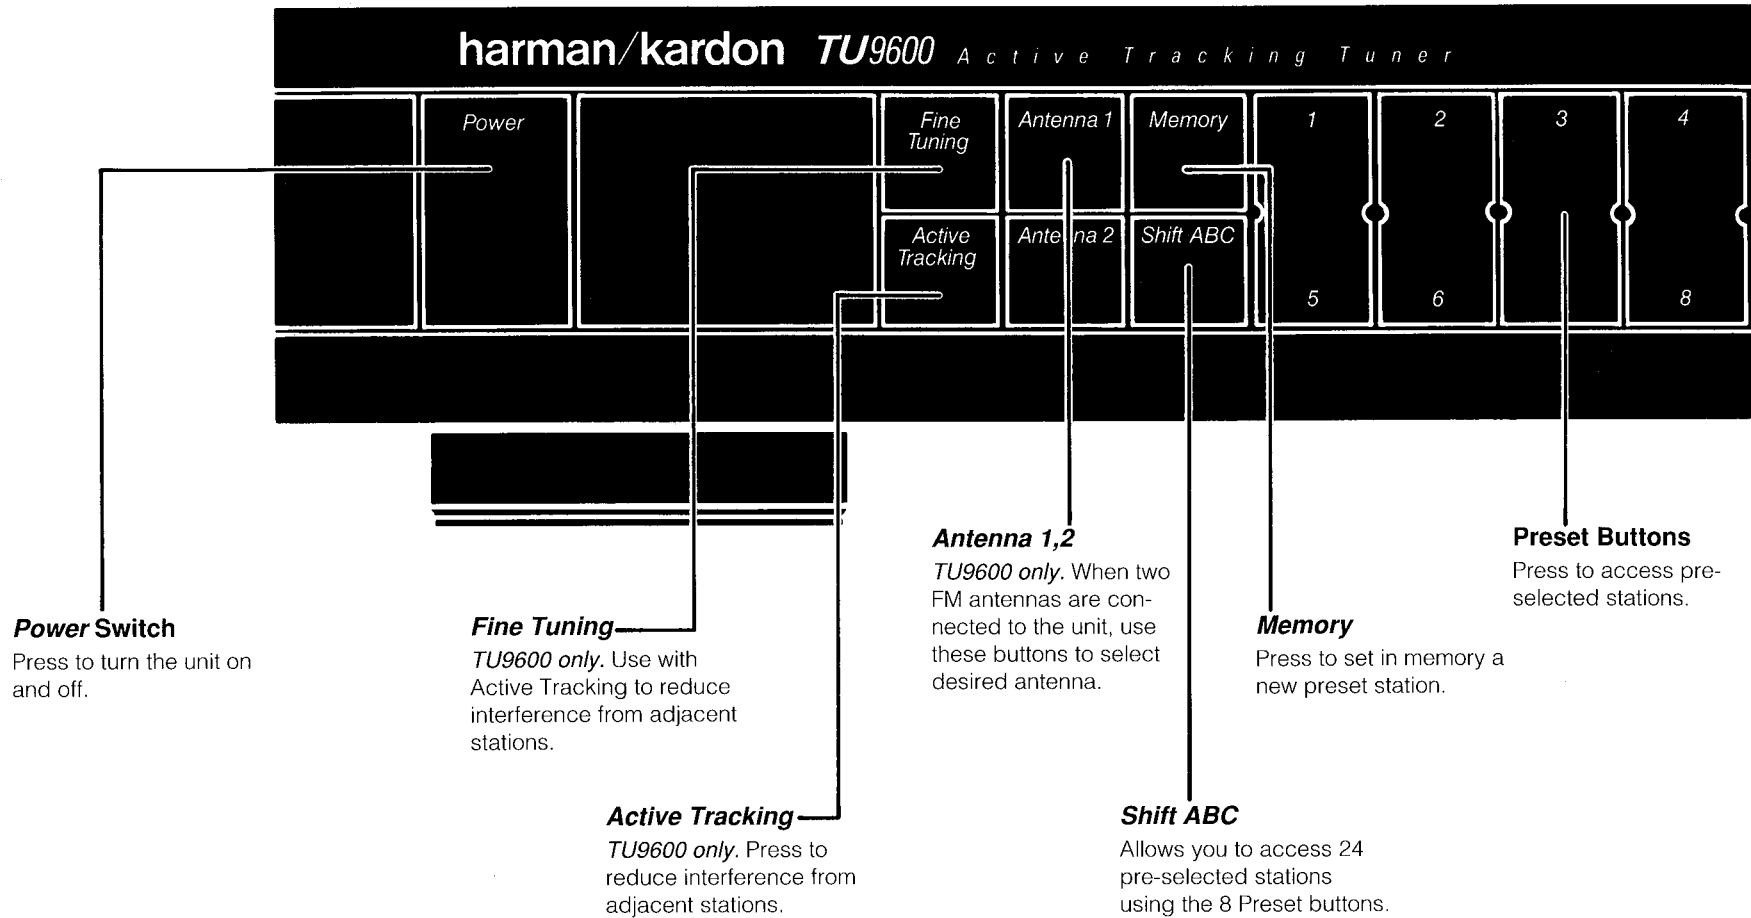 harman/kardon TU9600 Active Tracking Tuner
Power
Fine
Tuning
Antenna 1
Memory
1
2
3
4
Active
Tracking
Antenna 2
Shift ABC
5
6
8
Power Switch
Press to turn the unit on
and off.
Fine Tuning
TU9600 only. Use with
Active Tracking to reduce
interference from adjacent
stations.
Active Tracking
TU9600 only. Press to
reduce interference from
adjacent stations.
Antenna 1,2
TU9600 only. When two
FM antennas are con-
nected to the unit, use
these buttons to select
desired antenna.
Shift ABC
Allows you to access 24
pre-selected stations
using the 8 Preset buttons.
Memory
Press to set in memory a
new preset station.
Preset Buttons
Press to access pre-
selected stations.